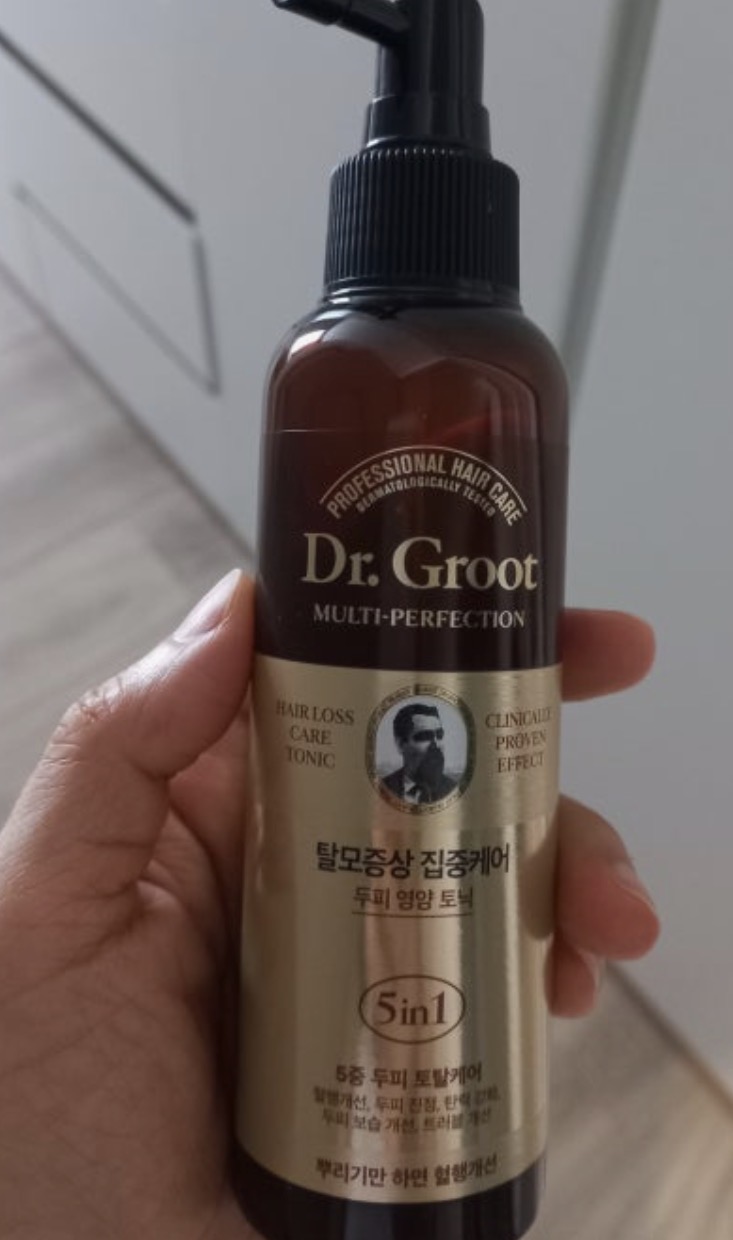 PROFESSIONAL HAIR CARE
DERMATOLOGICALLY TESTED
Dr. Groot
MULTI-PERFECTION
HAIR LOSS
CARE
TONIC
CLINICALLY
PROVEN
EFFECT
탈모증상 집중케어
두피 영양 토닉
5in1
5중 두피 토탈케어
혈행개선, 두피 진정, 탄력 강화,
두피 보습 개선, 트러블 개선
뿌리기만 하면 혈행개선